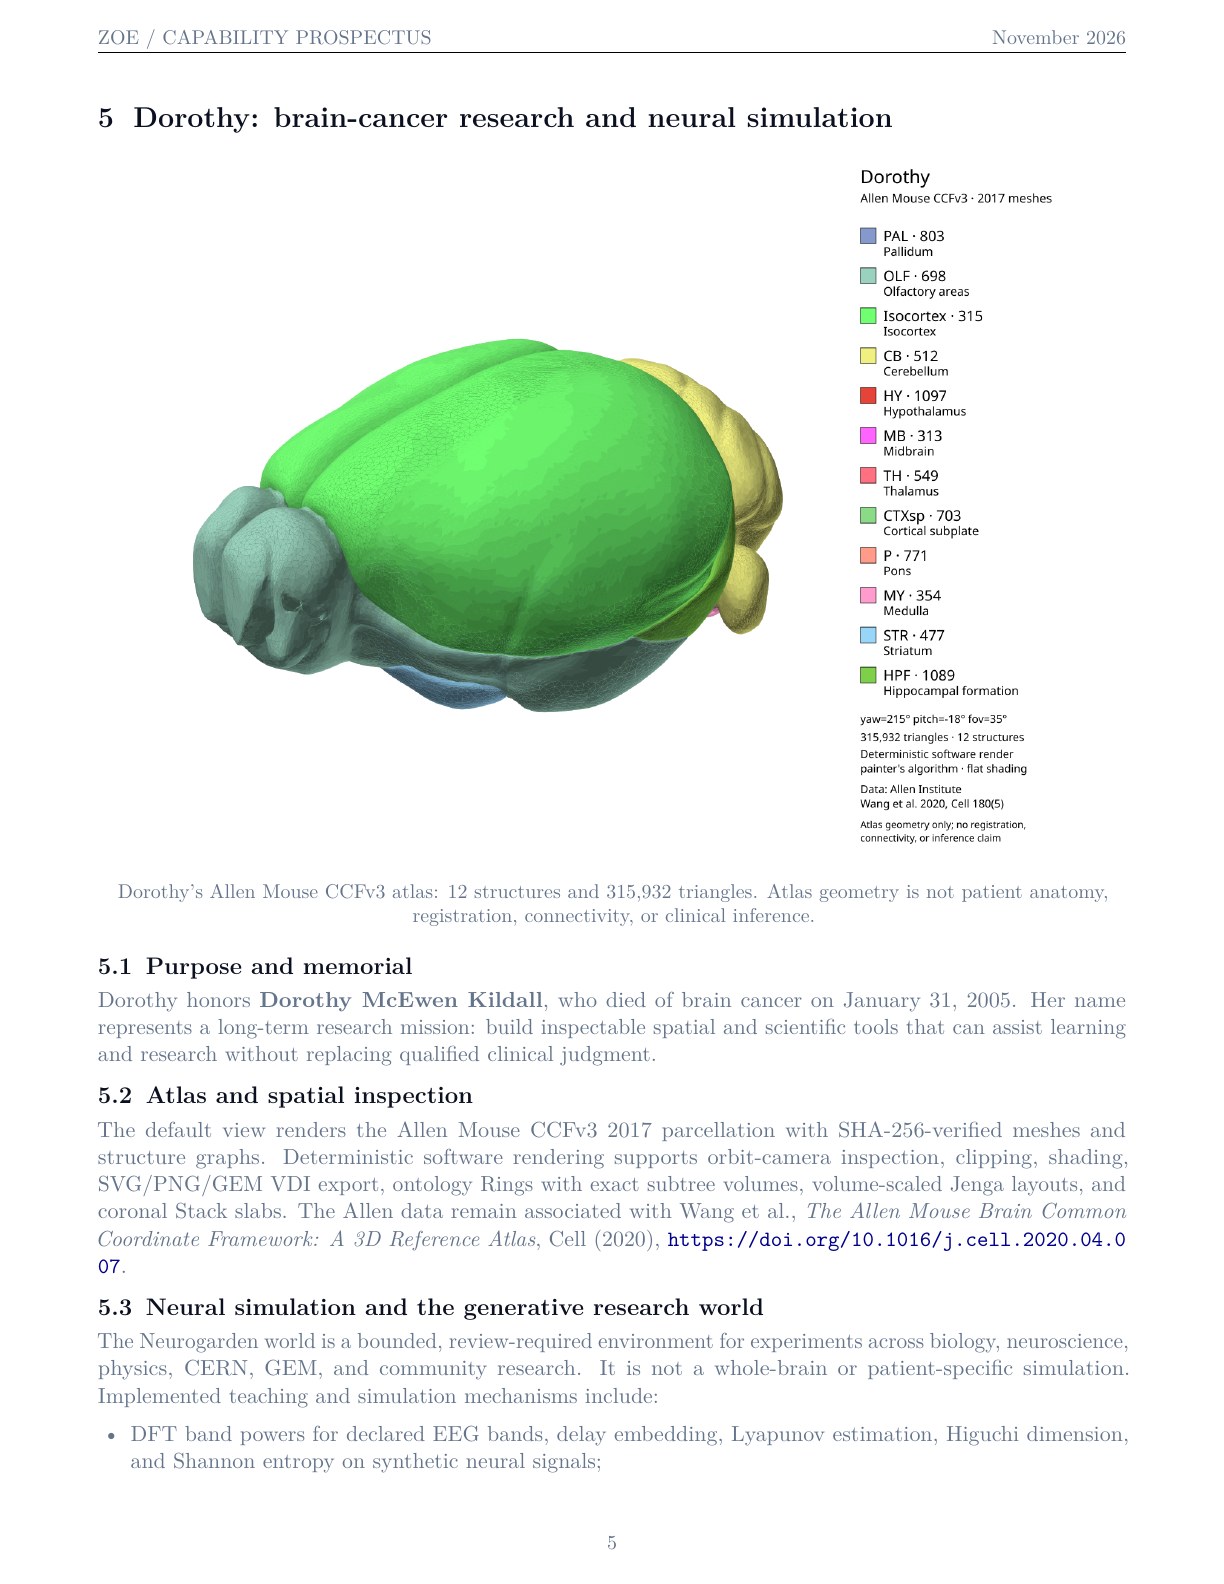 ZOE / CAPABILITY PROSPECTUS November 2026
5 Dorothy: brain-cancer research and neural simulation
Dorothy
Allen Mouse CCFv3 · 2017 meshes
PAL · 803
Pallidum
OLF · 698
Olfactory areas
Isocortex · 315
Isocortex
CB · 512
Cerebellum
HY · 1097
Hypothalamus
MB · 313
Midbrain
TH · 549
Thalamus
CTXsp · 703
Cortical subplate
P · 771
Pons
MY · 354
Medulla
STR · 477
Striatum
HPF · 1089
Hippocampal formation
yaw=215° pitch=-18° fov=35°
315,932 triangles · 12 structures
Deterministic software render
painter's algorithm · flat shading
Data: Allen Institute
Wang et al. 2020, Cell 180(5)
Atlas geometry only; no registration,
connectivity, or inference claim
Dorothy's Allen Mouse CCFv3 atlas: 12 structures and 315,932 triangles. Atlas geometry is not patient anatomy,
registration, connectivity, or clinical inference.
5.1 Purpose and memorial
Dorothy honors Dorothy McEwen Kildall, who died of brain cancer on January 31, 2005. Her name
represents a long-term research mission: build inspectable spatial and scientific tools that can assist learning
and research without replacing qualified clinical judgment.
5.2 Atlas and spatial inspection
The default view renders the Allen Mouse CCFv3 2017 parcellation with SHA-256-verified meshes and
structure graphs. Deterministic software rendering supports orbit-camera inspection, clipping, shading,
SVG/PNG/GEM VDI export, ontology Rings with exact subtree volumes, volume-scaled Jenga layouts, and
coronal Stack slabs. The Allen data remain associated with Wang et al., The Allen Mouse Brain Common
Coordinate Framework: A 3D Reference Atlas, Cell (2020), https://doi.org/10.1016/j.cell.2020.04.0
07.
5.3 Neural simulation and the generative research world
The Neurogarden world is a bounded, review-required environment for experiments across biology, neuroscience,
physics, CERN, GEM, and community research. It is not a whole-brain or patient-specific simulation.
Implemented teaching and simulation mechanisms include:
• DFT band powers for declared EEG bands, delay embedding, Lyapunov estimation, Higuchi dimension,
and Shannon entropy on synthetic neural signals;
5